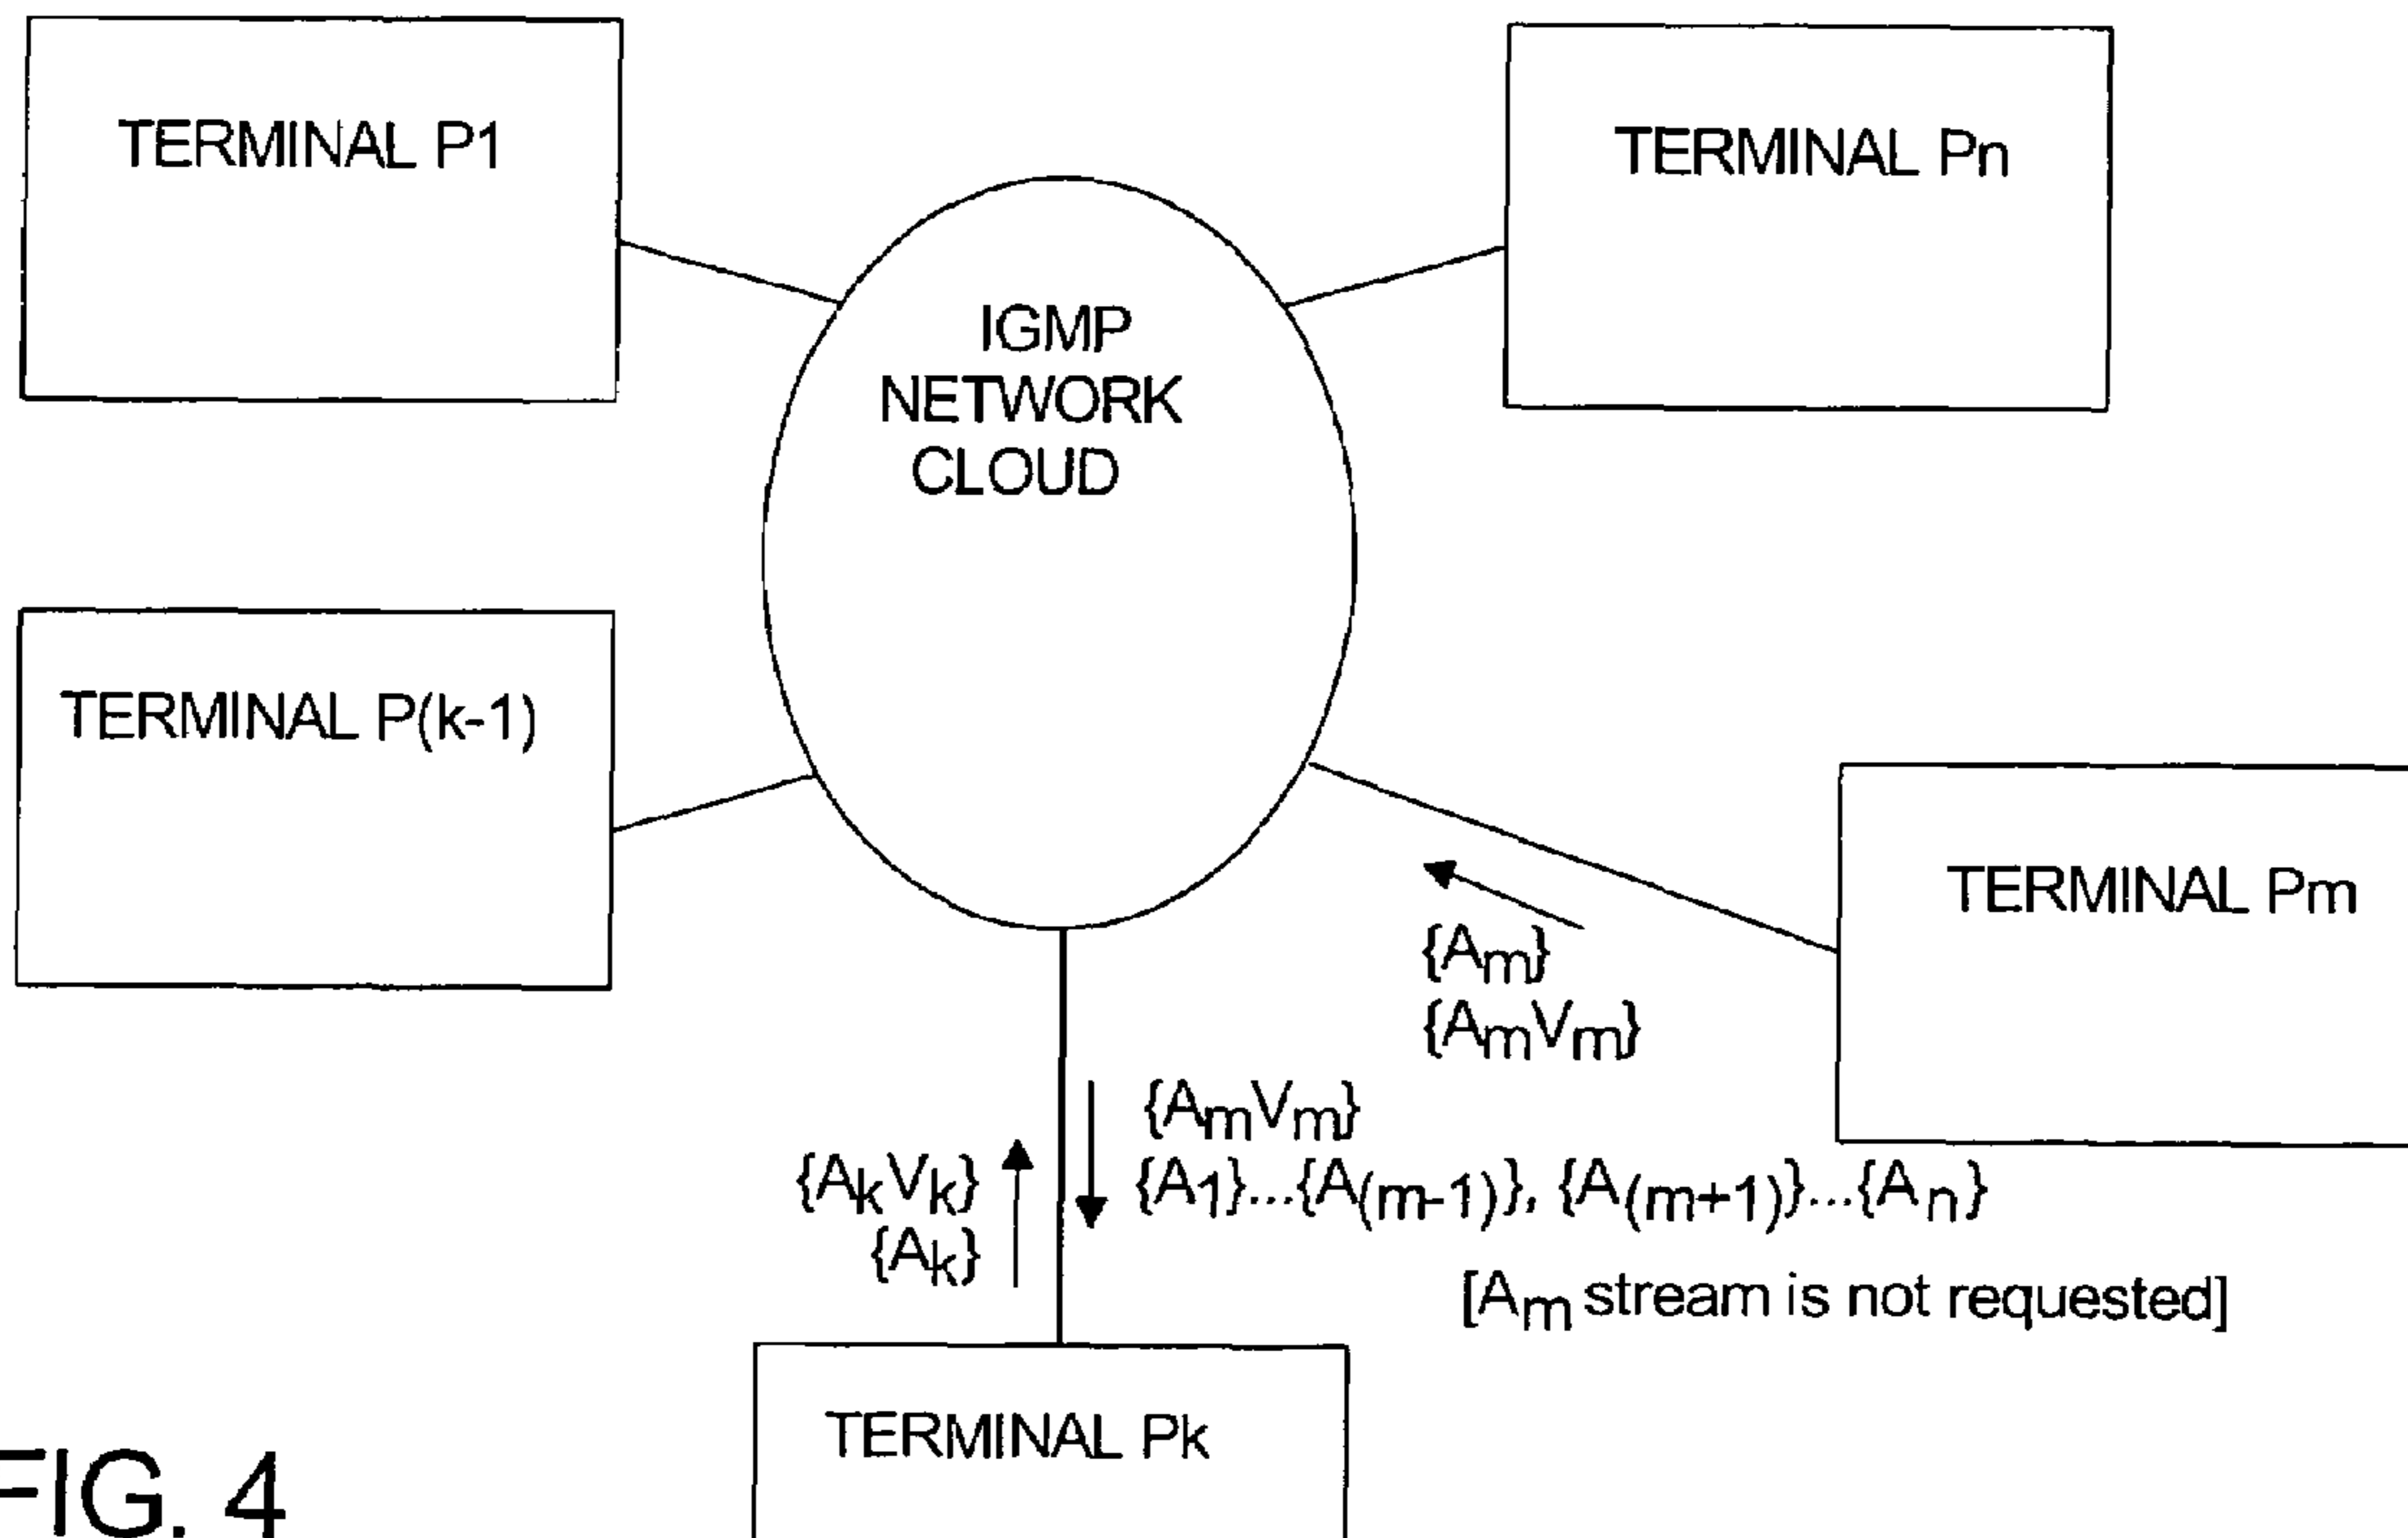 TERMINAL P1
TERMINAL Pn
IGMP
NETWORK
CLOUD
TERMINAL P(k-1)
TERMINAL Pm
{Am}
{AmVm}
{AmVm}
{A1}...{A(m-1)}, {A(m+1)}...{An}
[Am stream is not requested]
{AkVk}
{Ak}
TERMINAL Pk
FIG. 4